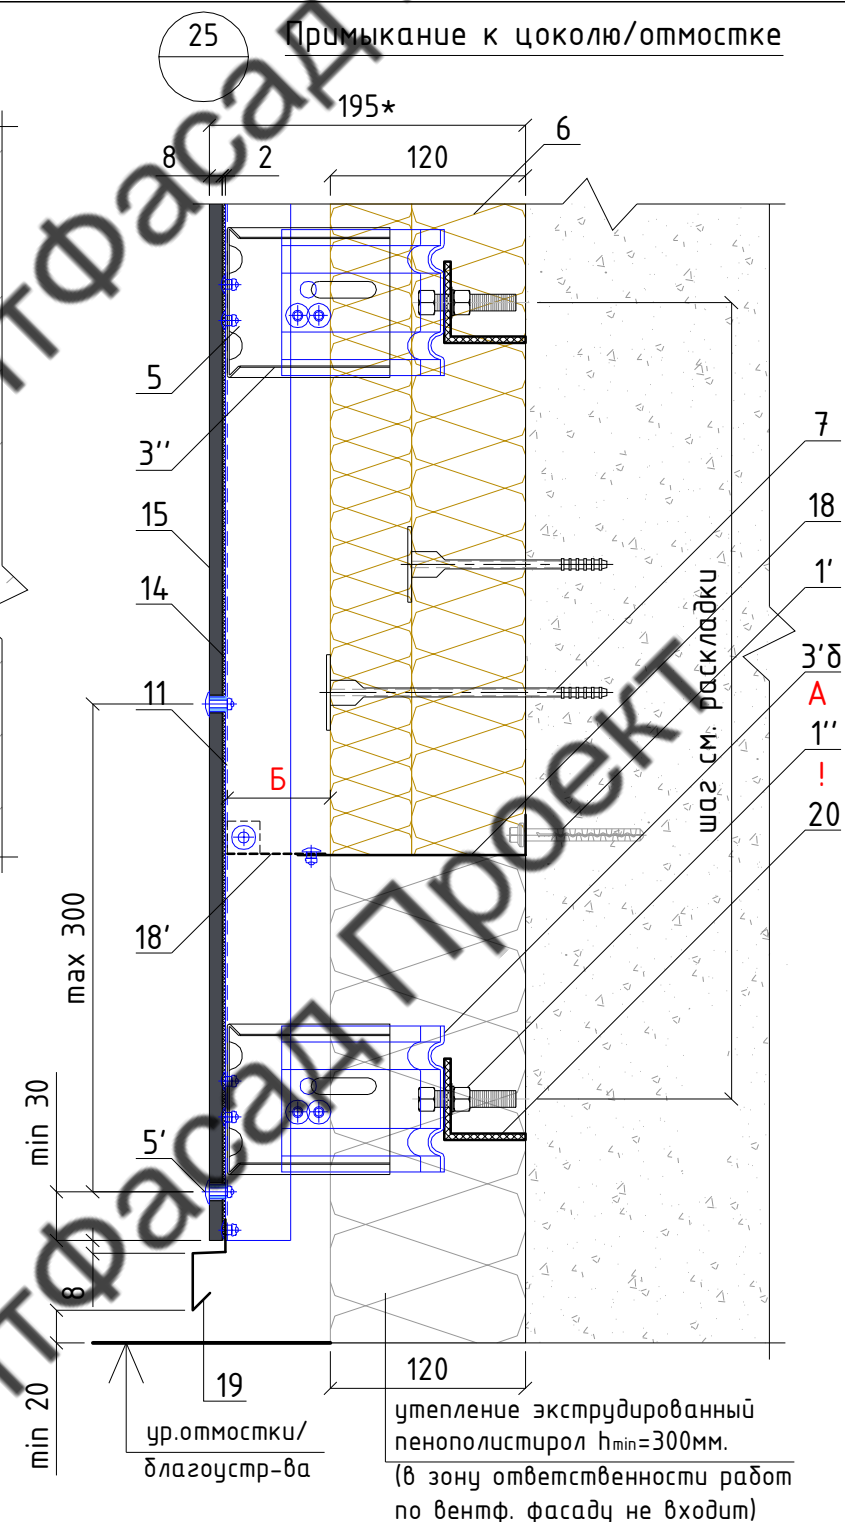 25
Примыкание к цоколю/отмостке
195*
6
8
2
120
5
3''
7
15
18
14
1'
шаг см. раскладки
3'б
11
А
1''
Б
!
20
18'
max 300
min 30
5'
8
19
120
min 20
ур.отмостки/
благоустр-ва
утепление экструдированный
пенополистирол hmin=300мм.
(в зону ответственности работ
по вентф. фасаду не входит)
нтФасад
нтФасад Проект